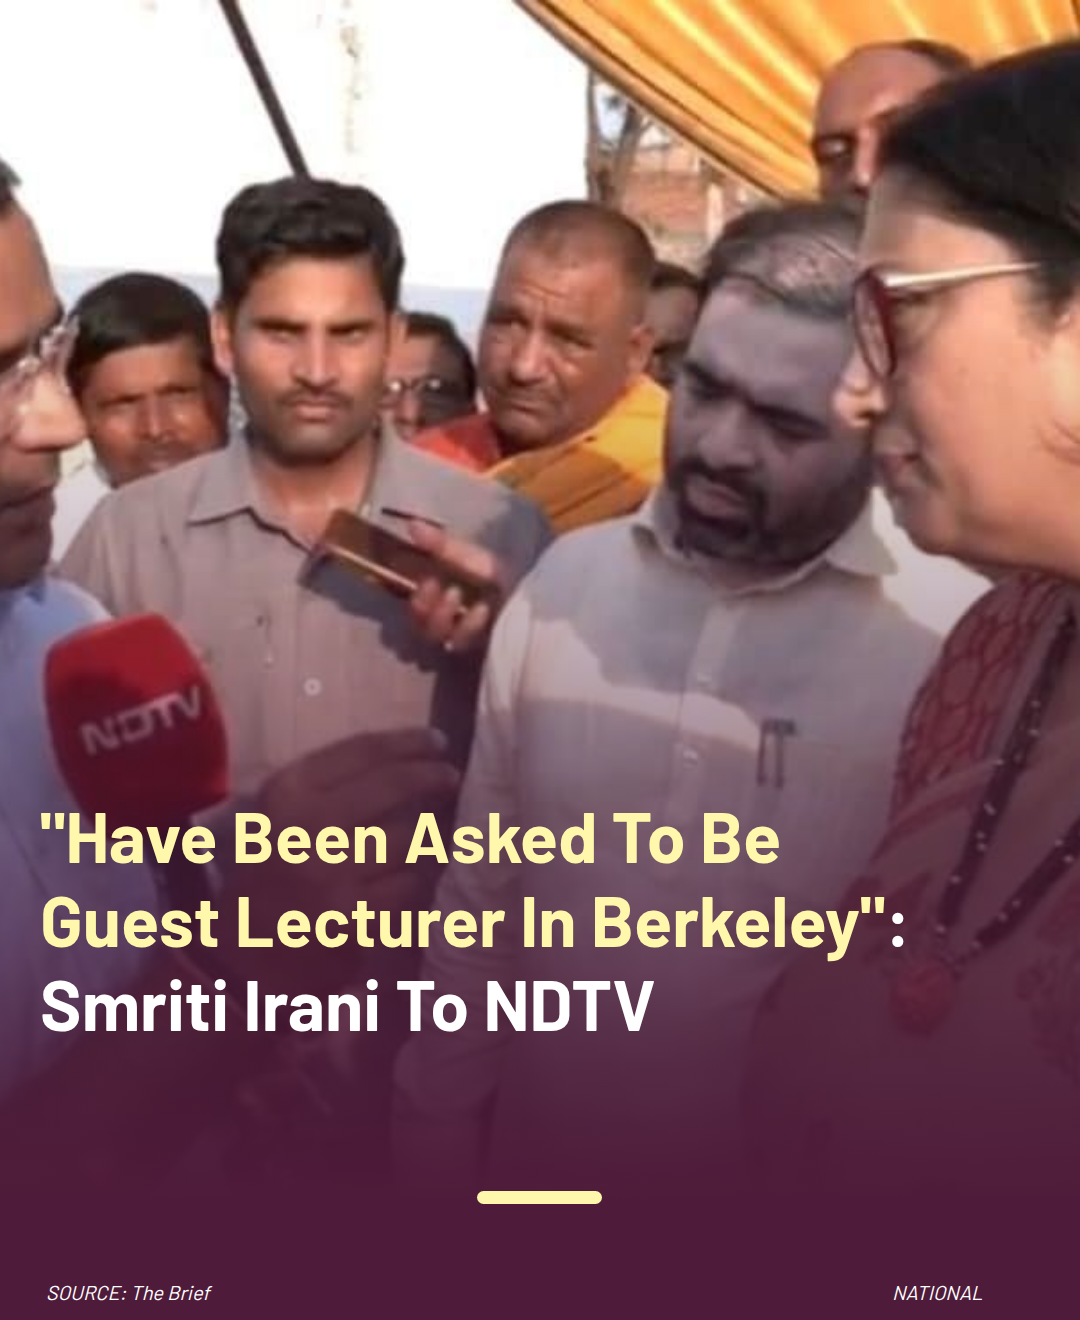 NDTV
"Have Been Asked To Be
Guest Lecturer In Berkeley":
Smriti Irani To NDTV
SOURCE: The Brief
NATIONAL